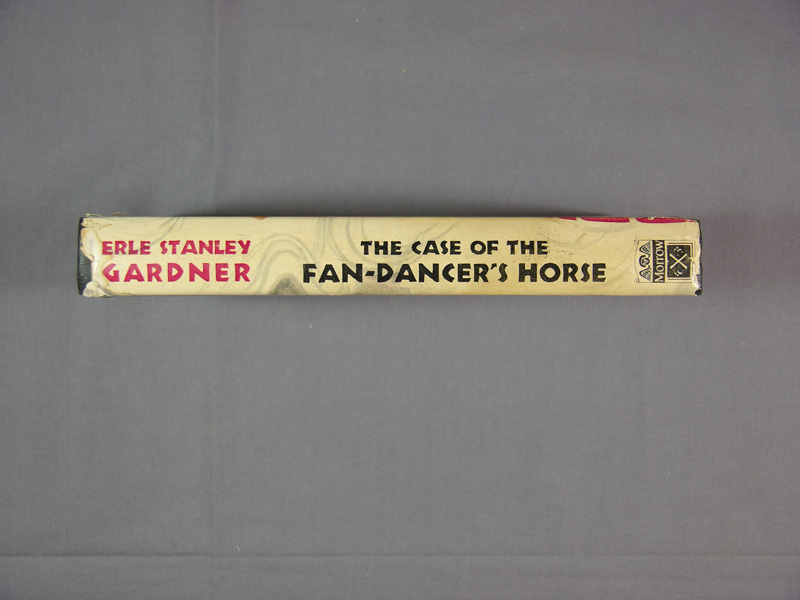 ERLE STANLEY
GARDNER
THE CASE OF THE
FAN-DANCER'S HORSE
MORROW